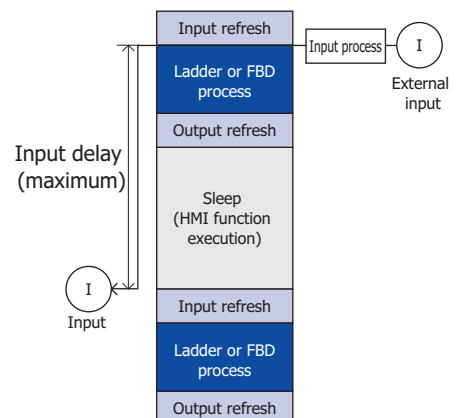 Input refresh
Input process
I
External
input
Ladder or FBD
process
Output refresh
Input delay
(maximum)
Sleep
(HMI function
execution)
I
Input
Input refresh
Ladder or FBD
process
Output refresh